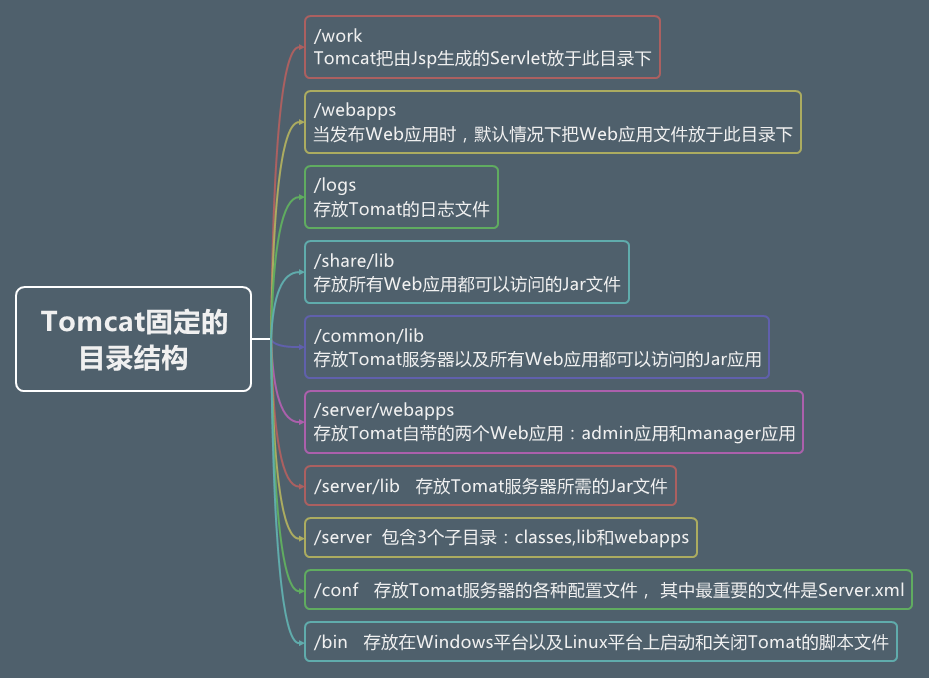 Tomcat固定的
目录结构
/work
Tomcat把由Jsp生成的Servlet放于此目录下
/webapps
当发布Web应用时，默认情况下把Web应用文件放于此目录下
/logs
存放Tomat的日志文件
/share/lib
存放所有Web应用都可以访问的Jar文件
/common/lib
存放Tomat服务器以及所有Web应用都可以访问的Jar应用
/server/webapps
存放Tomat自带的两个Web应用：admin应用和manager应用
/server/lib   存放Tomat服务器所需的Jar文件
/server  包含3个子目录：classes,lib和webapps
/conf   存放Tomat服务器的各种配置文件， 其中最重要的文件是Server.xml
/bin   存放在Windows平台以及Linux平台上启动和关闭Tomat的脚本文件